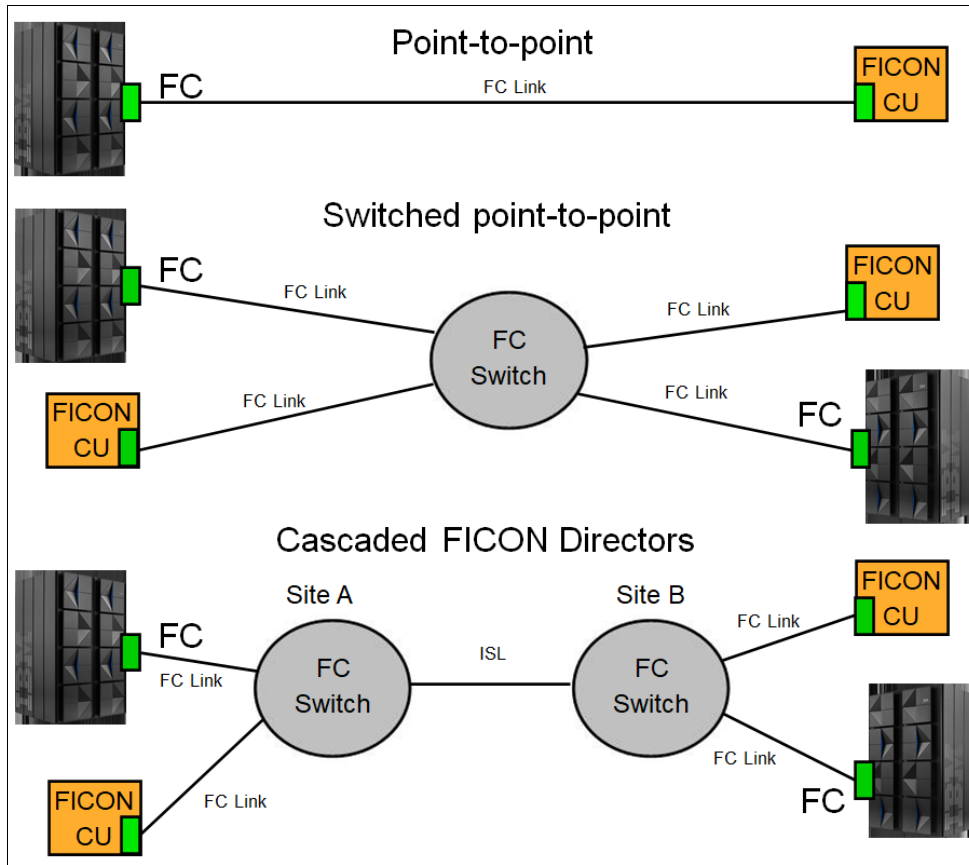 Point-to-point
FC
FC Link
FICON
CU
Switched point-to-point
FC
FC Link
FC Link
FICON
CU
FC
Switch
FC Link
FC Link
FICON
CU
FC
Cascaded FICON Directors
Site A
Site B
FC
FC Link
FC
Switch
ISL
FC
Switch
FC Link
FICON
CU
FC Link
FC Link
FC
FICON
CU